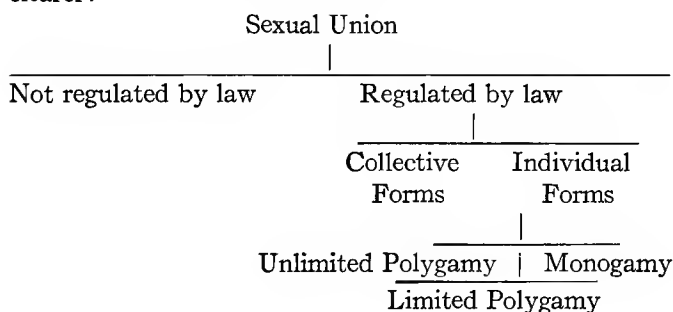 Sexual Union
Not regulated by law Regulated by law
Collective Individual
Forms Forms
Unlimited Polygamy | Monogamy
Limited Polygamy